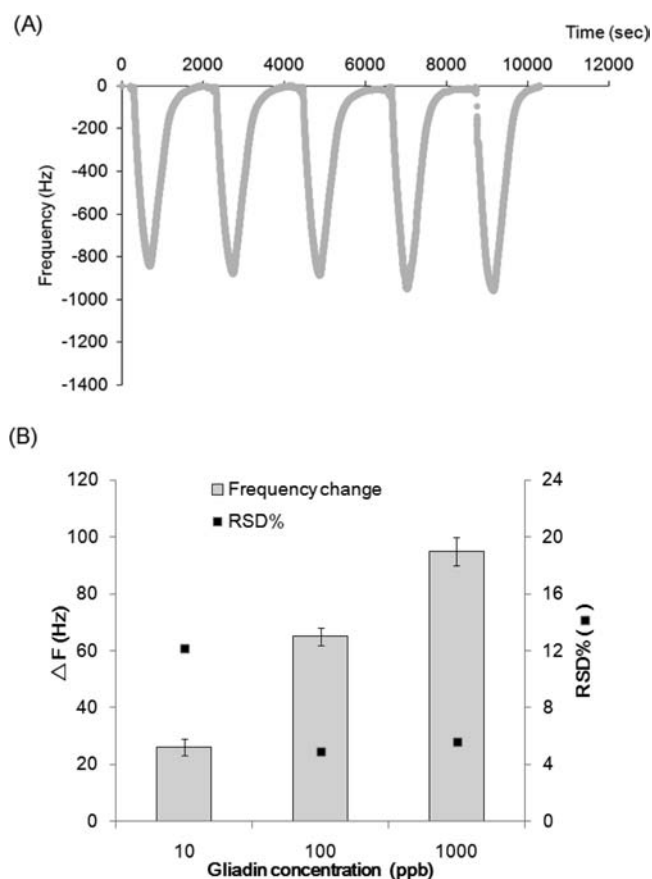 (A)
Time (sec)
0 2000 4000 6000 8000 10000 12000
0
-200
-400
-600
-800
-1000
-1200
-1400
Frequency (Hz)
(B)
Frequency change
RSD%
120
100
80
60
40
20
0
△F (Hz)
24
20
16
12
8
4
0
RSD% (■)
10 100 1000
Gliadin concentration (ppb)